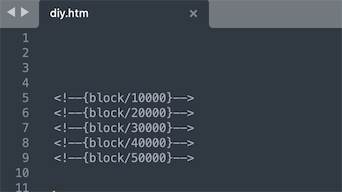 diy.htm
1
2
3
4
5 <!--{block/10000}-->
6 <!--{block/20000}-->
7 <!--{block/30000}-->
8 <!--{block/40000}-->
9 <!--{block/50000}-->
10
11